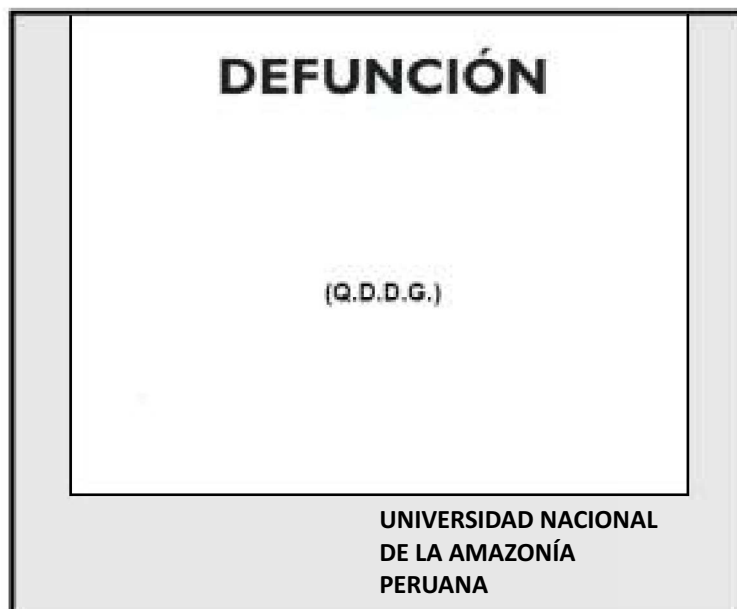 DEFUNCIÓN
(Q.D.D.G.)
UNIVERSIDAD NACIONAL
DE LA AMAZONÍA
PERUANA